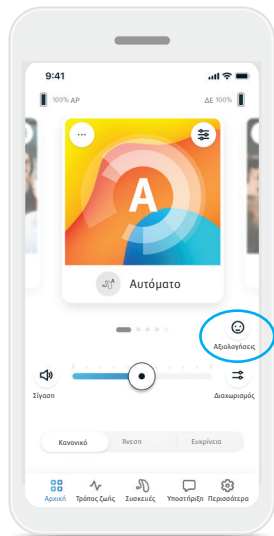 9:41
100% ΑΡ
ΔΕ 100%
A
A
Αυτόματο
Αξιολογήσεις
Σίγαση
Διαχωρισμός
Κανονικό Άνεση Ευκρίνεια
Αρχική Τρόπος ζωής Συσκευές Υποστήριξη Περισσότερα